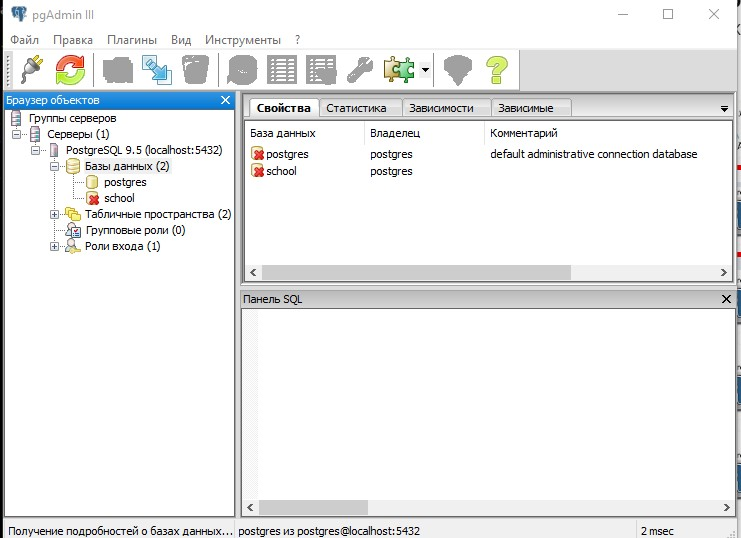 pgAdmin III
Файл Правка Плагины Вид Инструменты ?
Браузер объектов
Группы серверов
Серверы (1)
PostgreSQL 9.5 (localhost:5432)
Базы данных (2)
postgres
school
Табличные пространства (2)
Групповые роли (0)
Роли входа (1)
Свойства Статистика Зависимости Зависимые
База данных Владелец Комментарий
postgres postgres default administrative connection database
school postgres
Панель SQL
Получение подробностей о базах данных... postgres из postgres@localhost:5432 2 msec